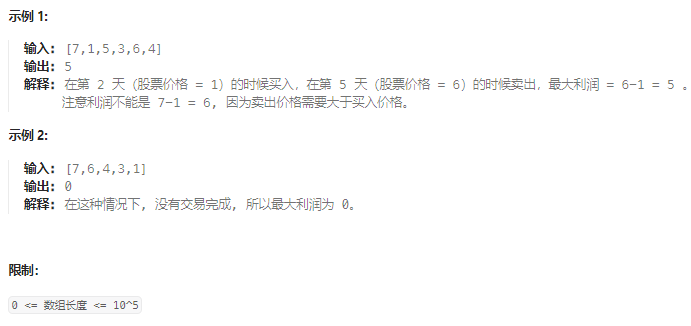 示例 1:
输入: [7,1,5,3,6,4]
输出: 5
解释: 在第 2 天（股票价格 = 1）的时候买入，在第 5 天（股票价格 = 6）的时候卖出，最大利润 = 6-1 = 5 。
注意利润不能是 7-1 = 6, 因为卖出价格需要大于买入价格。
示例 2:
输入: [7,6,4,3,1]
输出: 0
解释: 在这种情况下, 没有交易完成, 所以最大利润为 0。
限制：
0 <= 数组长度 <= 10^5